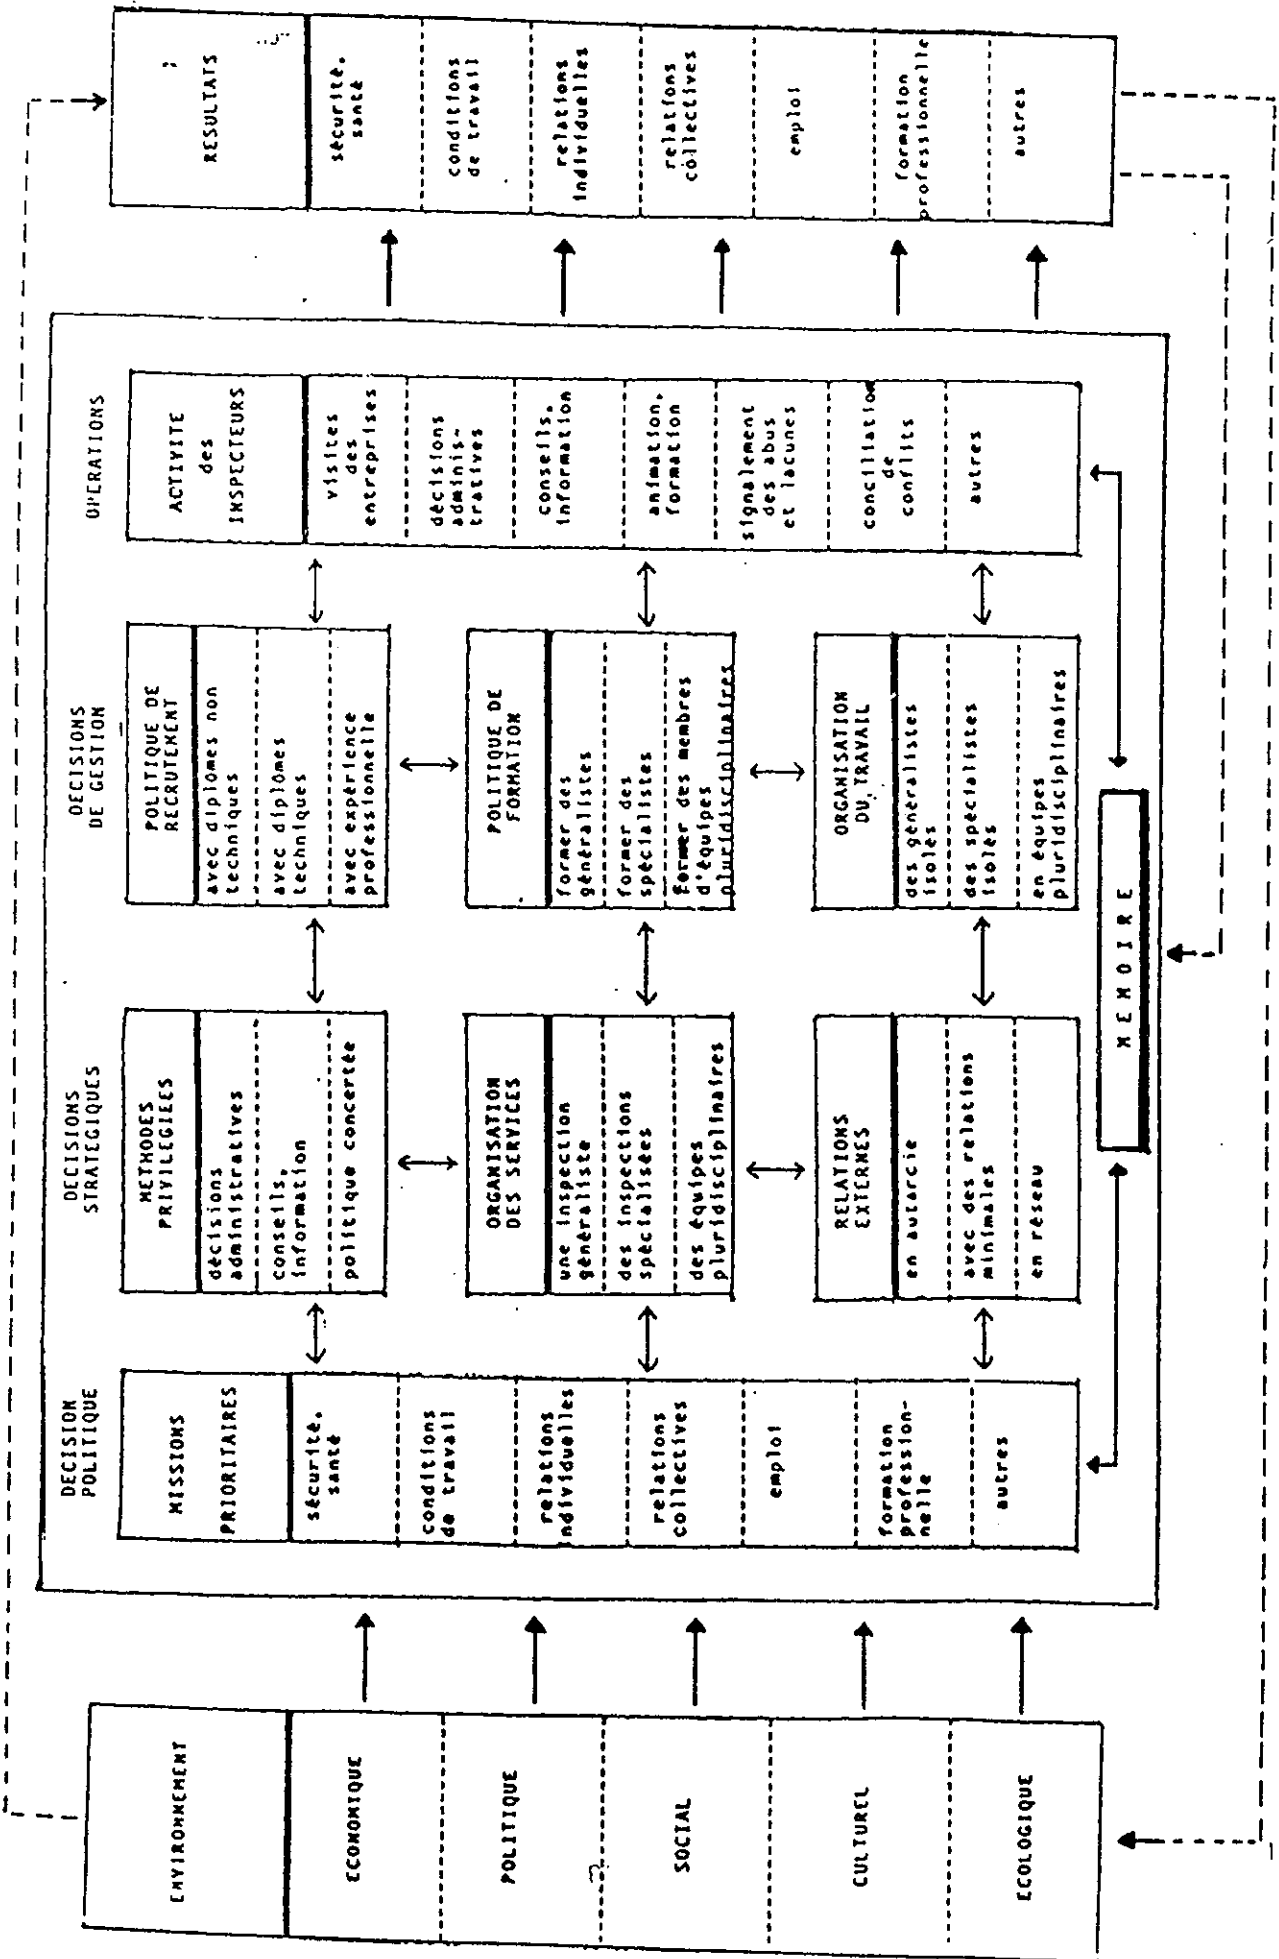 ENVIRONNEMENT
ECONOMIQUE
POLITIQUE
SOCIAL
CULTUREL
ECOLOGIQUE
DECISION
POLITIQUE
MISSIONS
PRIORITAIRES
sécurité,
santé
conditions
de travail
relations
individuelles
relations
collectives
emploi
formation
profession-
nelle
autres
DECISIONS
STRATEGIQUES
METHODES
PRIVILEGIEES
décisions
administratives
conseils,
information
politique concertée
ORGANISATION
DES SERVICES
une inspection
généraliste
des inspections
spécialisées
des équipes
pluridisciplinaires
RELATIONS
EXTERNES
en autarcie
avec des relations
minimales
en réseau
DECISIONS
DE GESTION
POLITIQUE DE
RECRUTEMENT
avec diplômes non
techniques
avec diplômes
techniques
avec expérience
professionnelle
POLITIQUE DE
FORMATION
former des
généralistes
former des
spécialistes
former des membres
d'équipes
pluridisciplinaires
ORGANISATION
DU TRAVAIL
des généralistes
isolés
des spécialistes
isolés
en équipes
pluridisciplinaires
OPERATIONS
ACTIVITE
des
INSPECTEURS
visites
des
entreprises
décisions
adminis-
tratives
conseils,
information
animation,
formation
signalement
des abus
et lacunes
conciliation
de
conflits
autres
MEMOIRE
RESULTATS
sécurité,
santé
conditions
de travail
relations
individuelles
relations
collectives
emploi
formation
professionnelle
autres